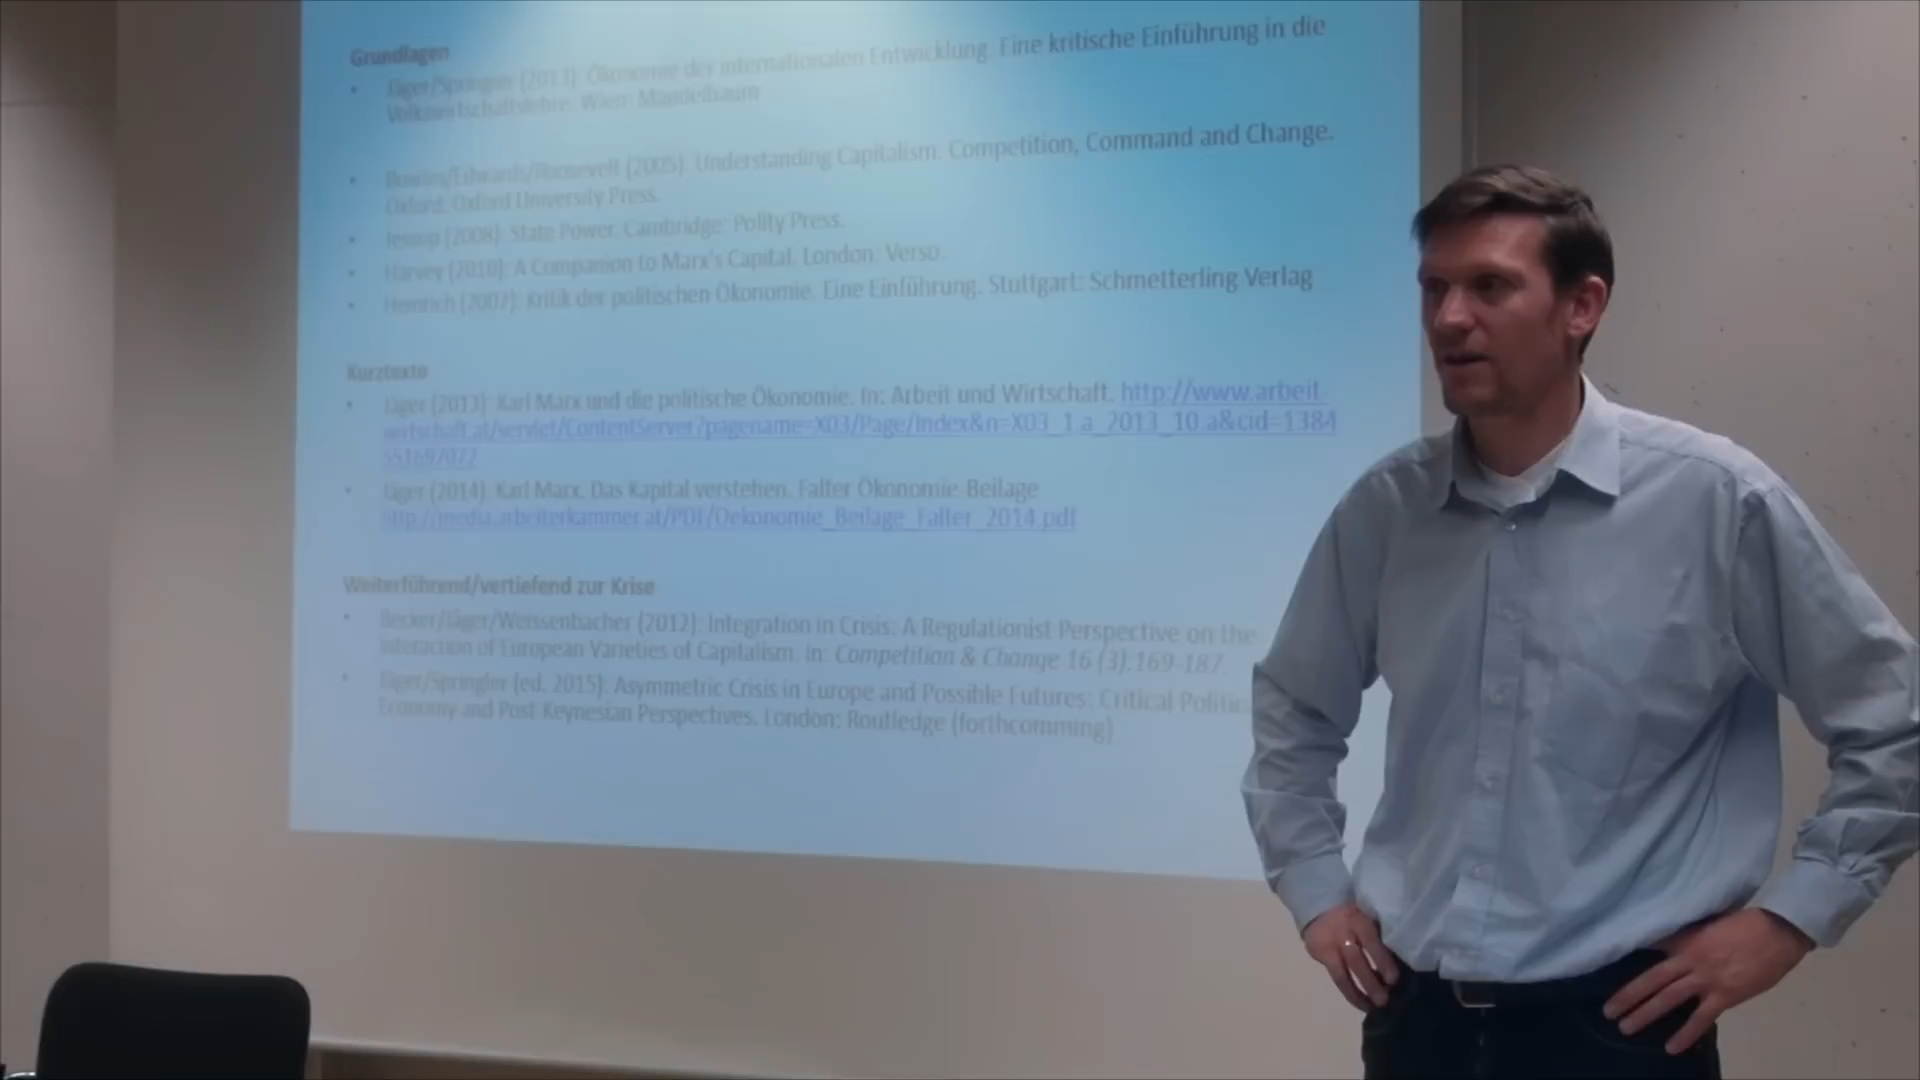 Grundlagen
Jäger/Springler (2013): Ökonomie der internationalen Entwicklung. Eine kritische Einführung in die
Volkswirtschaftslehre. Wien: Mandelbaum
Bowles/Edwards/Roosevelt (2005): Understanding Capitalism. Competition, Command and Change.
Oxford: Oxford University Press.
Jessop (2008): State Power. Cambridge: Polity Press.
Harvey (2010): A Companion to Marx's Capital. London: Verso.
Heinrich (2007): Kritik der politischen Ökonomie. Eine Einführung. Stuttgart: Schmetterling Verlag
Kurztexte
Jäger (2013): Karl Marx und die politische Ökonomie. In: Arbeit und Wirtschaft. http://www.arbeit
wirtschaft.at/servlet/ContentServer?pagename=X03/Page/Index&n=X03_1.a_2013_10.a&cid=1384
551697072
Jäger (2014): Karl Marx. Das Kapital verstehen. Falter Ökonomie-Beilage
http://media.arbeiterkammer.at/PDF/Oekonomie_Beilage_Falter_2014.pdf
Weiterführend/vertiefend zur Krise
Becker/Jäger/Weissenbacher (2012): Integration in Crisis: A Regulationist Perspective on the
Interaction of European Varieties of Capitalism. In: Competition & Change 16 (3):169-187.
Jäger/Springler (ed. 2015): Asymmetric Crisis in Europe and Possible Futures: Critical Politic
Economy and Post Keynesian Perspectives. London: Routledge (forthcomming)